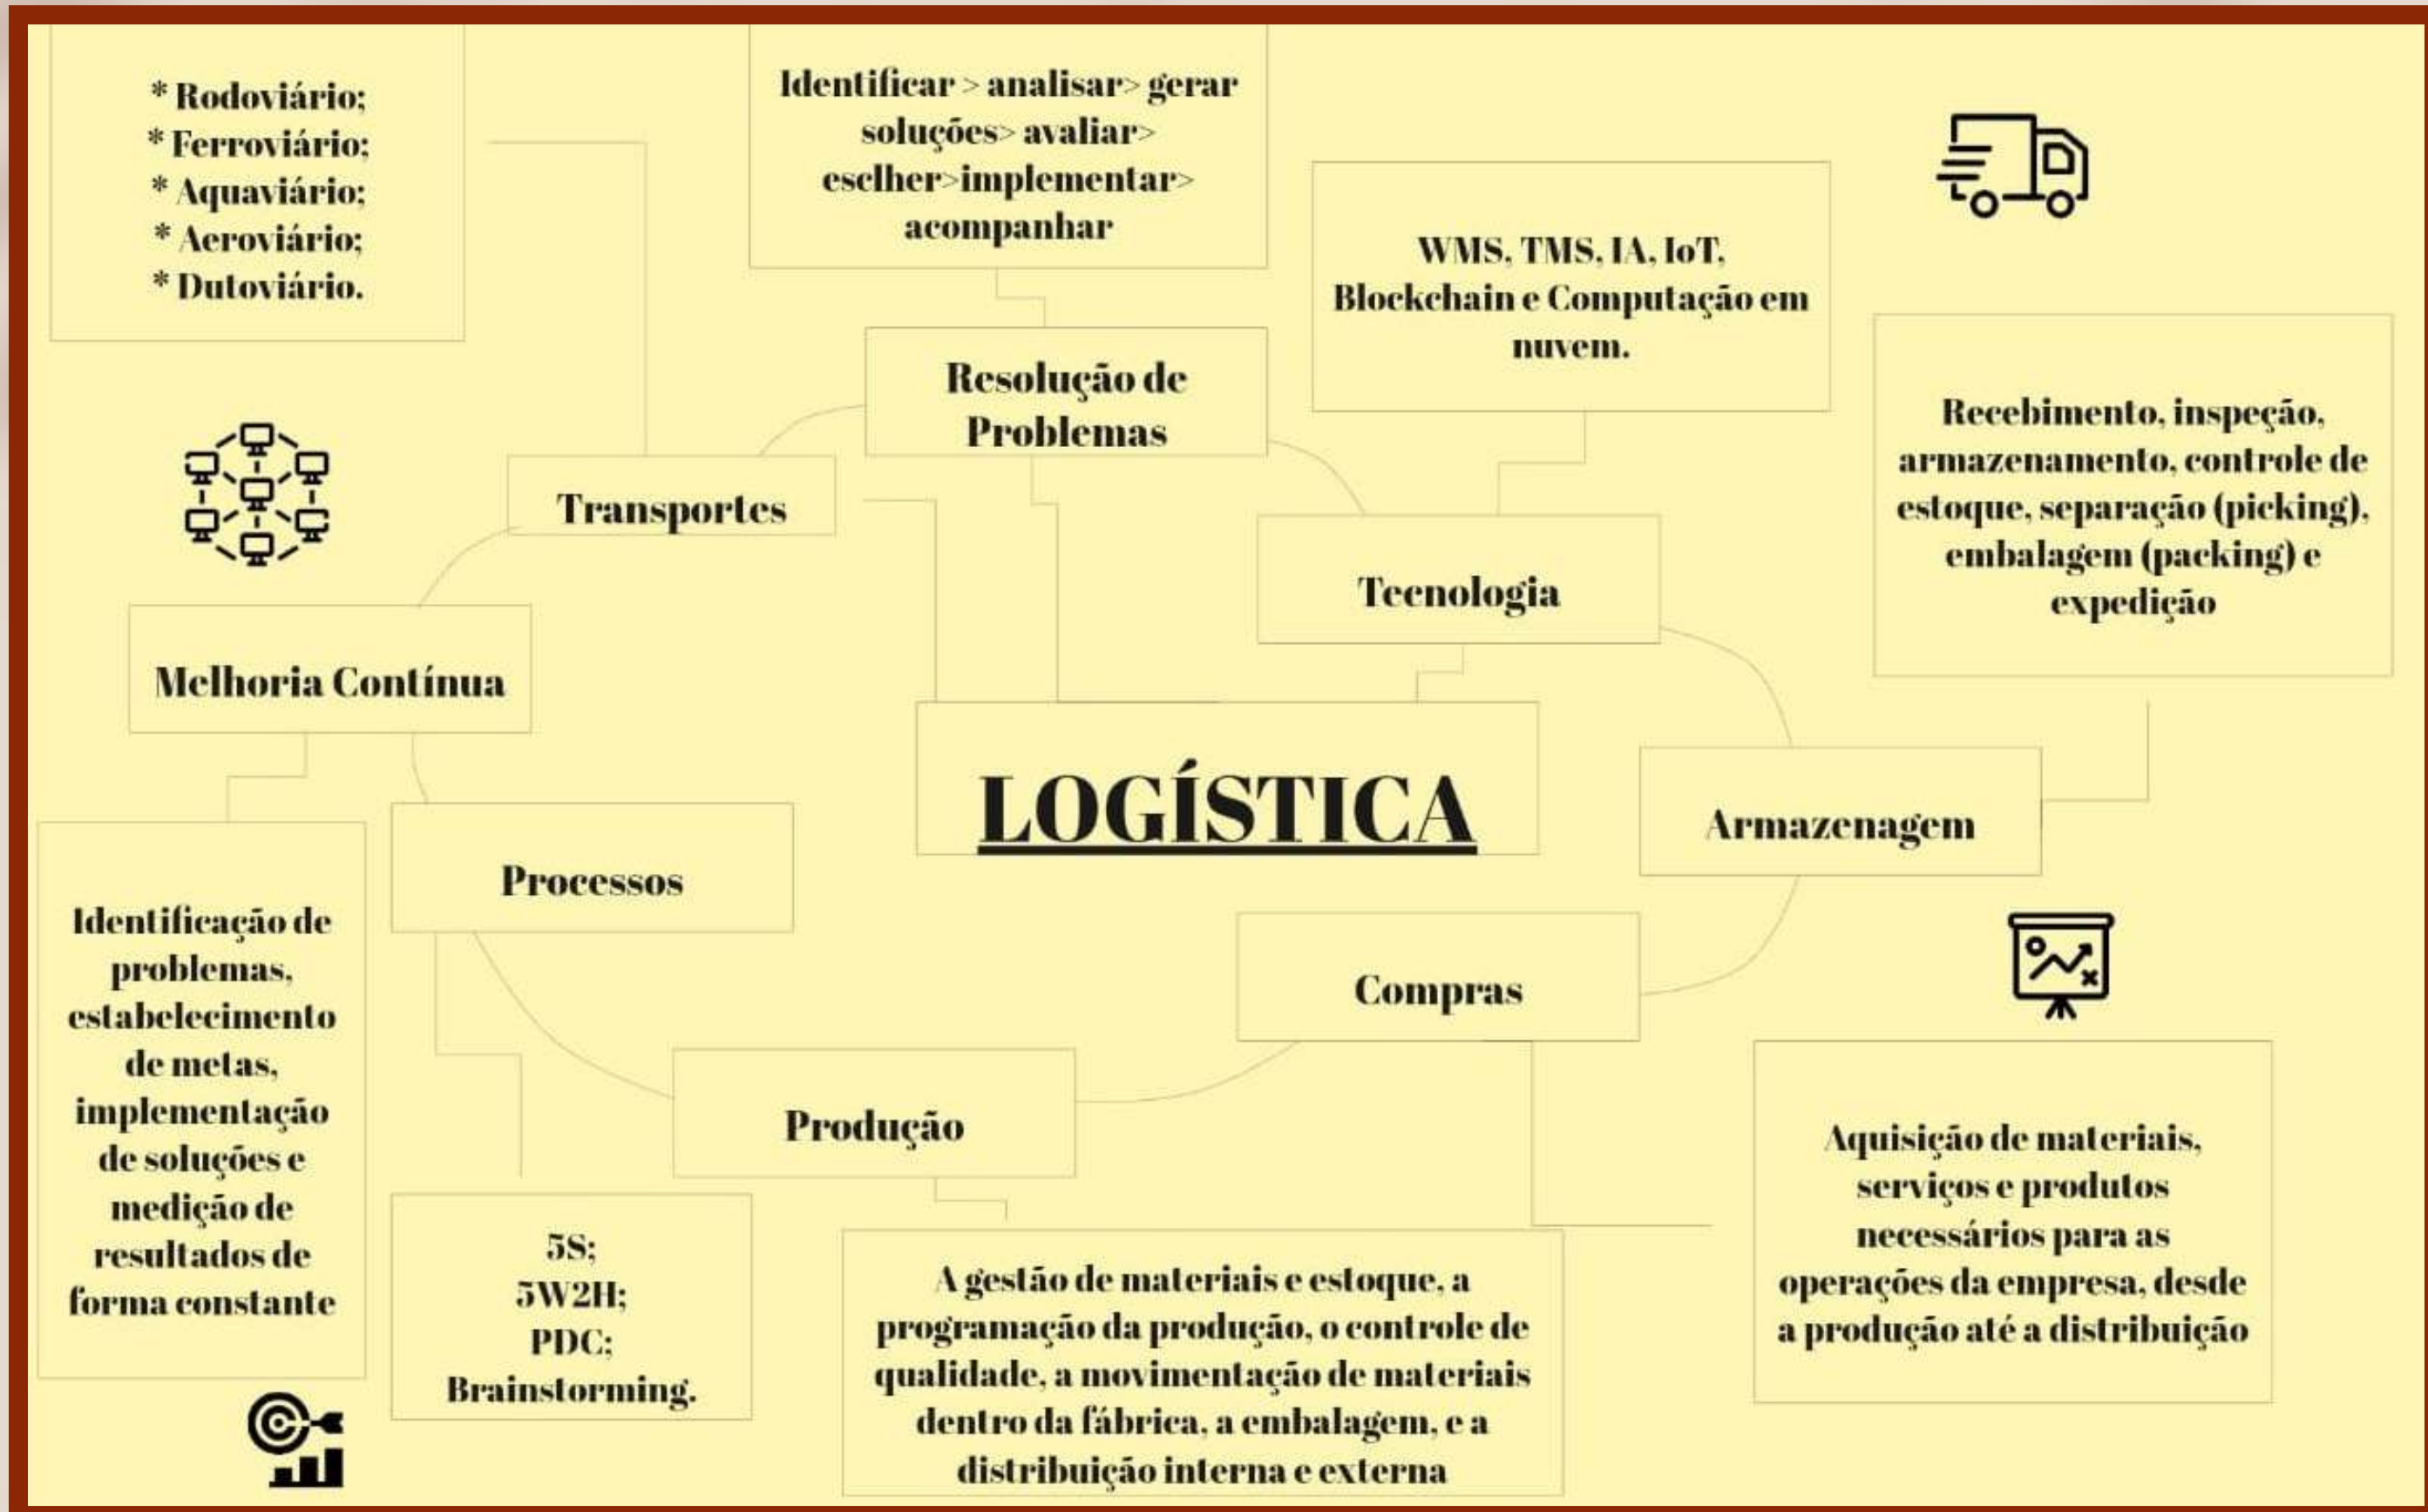 * Rodoviário;
* Ferroviário;
* Aquaviário;
* Aeroviário;
* Dutoviário.
Identificar > analisar> gerar
soluções> avaliar>
esclher>implementar>
acompanhar
WMS, TMS, IA, IoT,
Blockchain e Computação em
nuvem.
Recebimento, inspeção,
armazenamento, controle de
estoque, separação (picking),
embalagem (packing) e
expedição
Resolução de
Problemas
Transportes
Tecnologia
Melhoria Contínua
LOGÍSTICA
Armazenagem
Processos
Compras
Produção
Identificação de
problemas,
estabelecimento
de metas,
implementação
de soluções e
medição de
resultados de
forma constante
5S;
5W2H;
PDC;
Brainstorming.
A gestão de materiais e estoque, a
programação da produção, o controle de
qualidade, a movimentação de materiais
dentro da fábrica, a embalagem, e a
distribuição interna e externa
Aquisição de materiais,
serviços e produtos
necessários para as
operações da empresa, desde
a produção até a distribuição